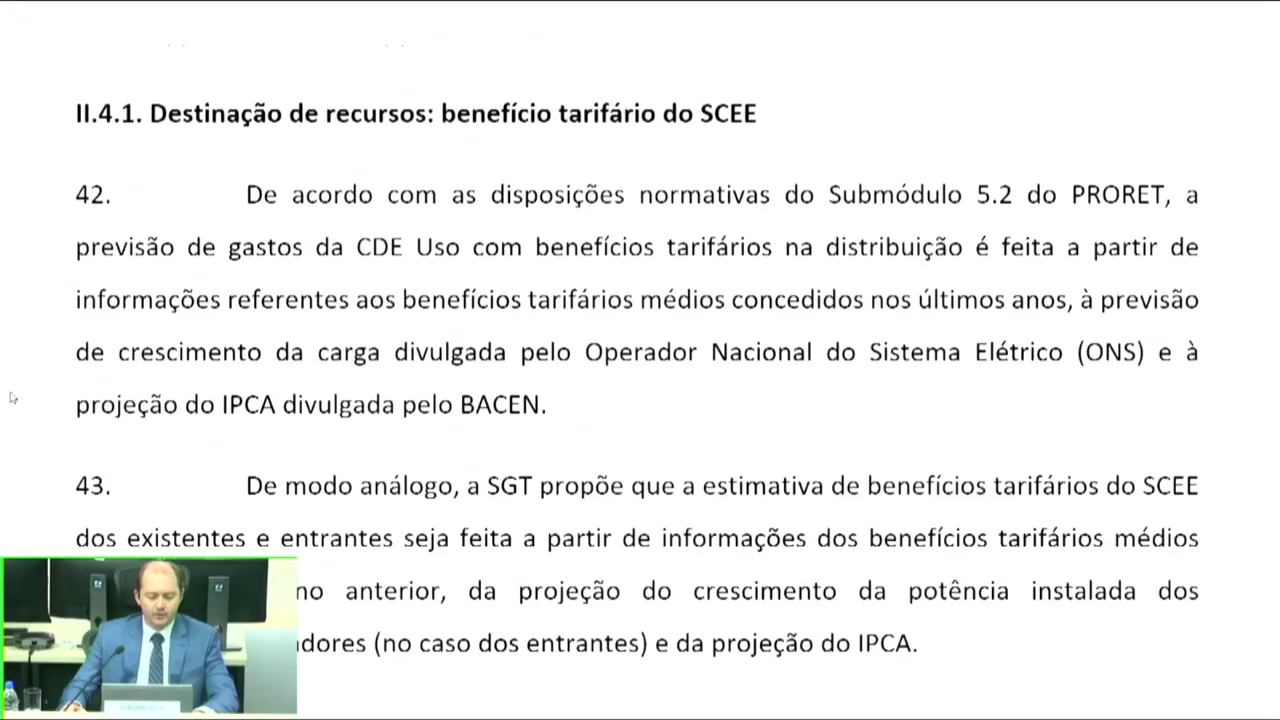 II.4.1. Destinação de recursos: benefício tarifário do SCEE
42. De acordo com as disposições normativas do Submódulo 5.2 do PRORET, a
previsão de gastos da CDE Uso com benefícios tarifários na distribuição é feita a partir de
informações referentes aos benefícios tarifários médios concedidos nos últimos anos, à previsão
de crescimento da carga divulgada pelo Operador Nacional do Sistema Elétrico (ONS) e à
projeção do IPCA divulgada pelo BACEN.
43. De modo análogo, a SGT propõe que a estimativa de benefícios tarifários do SCEE
dos existentes e entrantes seja feita a partir de informações dos benefícios tarifários médios
no anterior, da projeção do crescimento da potência instalada dos
dores (no caso dos entrantes) e da projeção do IPCA.